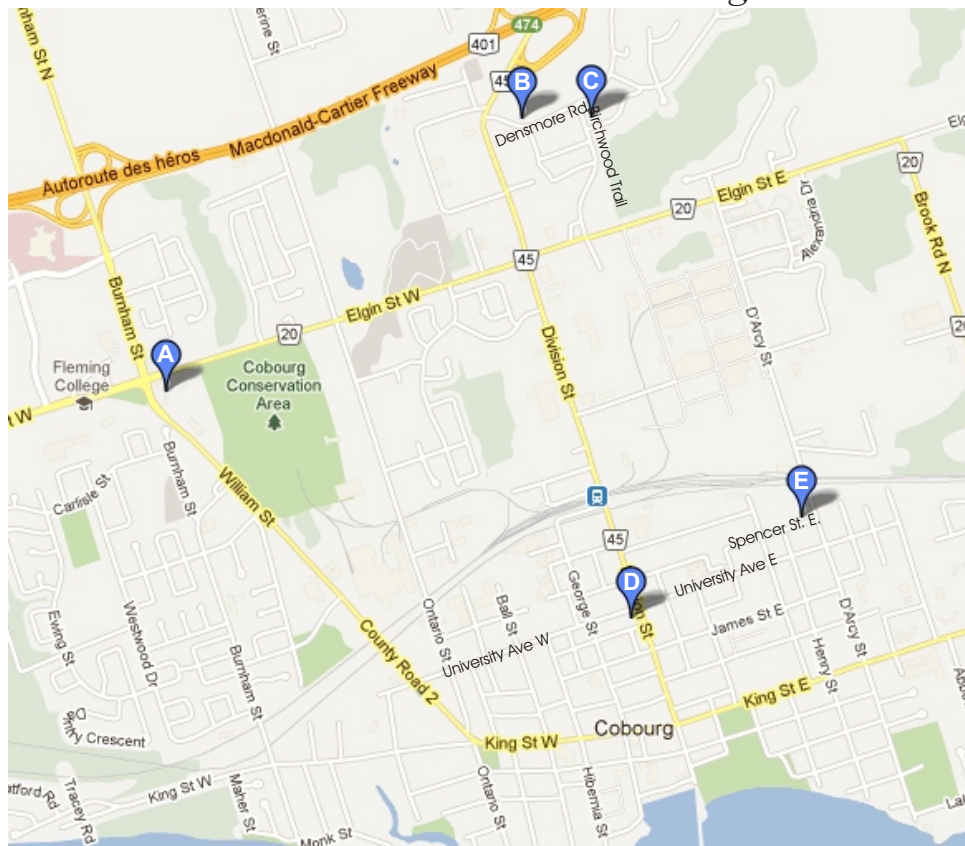 474
401
45
B
C
Densmore Rd.
Birchwood Trail
Macdonald-Cartier Freeway
Autoroute des héros
Elgin St E
20
20
Alexandria Dr
Brook Rd N
45
Burnham St
Elgin St W
20
D'Arcy St
Division St
A
Fleming
College
Cobourg
Conservation
Area
Burnham St
Carlisle St
William St
E
Spencer St. E.
45
University Ave E
D
George St
Ball St
Ontario St
University Ave W
James St E
D'Arcy St
Henry St
Ewing St
Westwood Dr
Burnham St
County Road 2
King St E
King St W
Cobourg
Crescent
King St W
Tracey Rd
Maher St
Monk St
Ontario St
Hibernia St